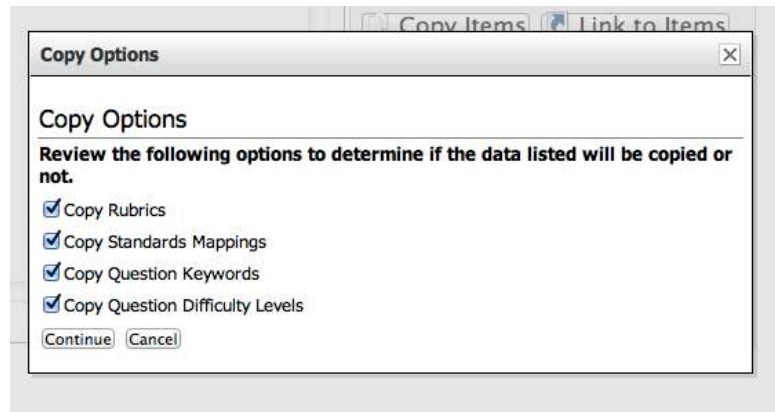 Copy Items Link to Items
Copy Options
Copy Options
Review the following options to determine if the data listed will be copied or
not.
Copy Rubrics
Copy Standards Mappings
Copy Question Keywords
Copy Question Difficulty Levels
Continue Cancel